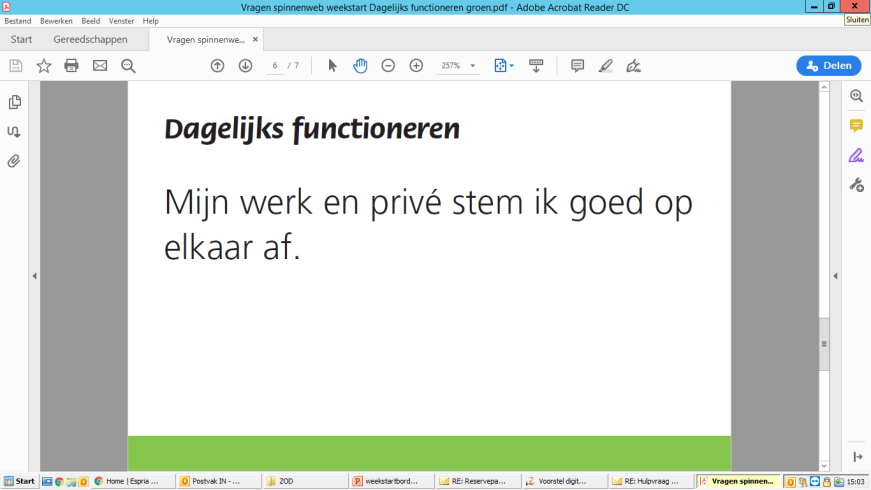 Vragen spinnenweb weekstart Dagelijks functioneren groen.pdf - Adobe Acrobat Reader DC
Sluiten
Bestand Bewerken Beeld Venster Help
Start Gereedschappen Vragen spinnenwe... ×
6 / 7 257% Delen
Dagelijks functioneren
Mijn werk en privé stem ik goed op
elkaar af.
Start Home | Espria ... Postvak IN - ... ZOD weekstartbord... RE: Reservepa... Voorstel digit... RE: Hulpvraag ... Vragen spinnen... 15:03